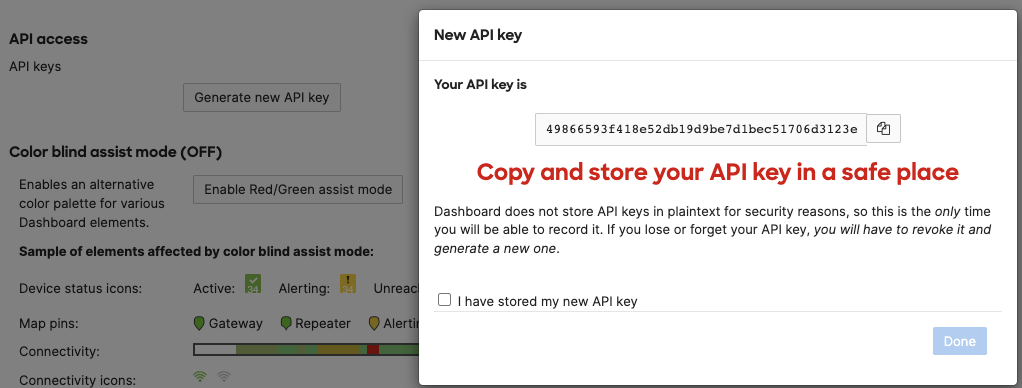 API access
API keys
Generate new API key
Color blind assist mode (OFF)
Enables an alternative
color palette for various
Dashboard elements.
Enable Red/Green assist mode
Sample of elements affected by color blind assist mode:
Device status icons: Active: 34 Alerting: 34 Unreac
Map pins: Gateway Repeater Alertin
Connectivity:
Connectivity icons:
New API key
Your API key is
49866593f418e52db19d9be7d1bec51706d3123e
Copy and store your API key in a safe place
Dashboard does not store API keys in plaintext for security reasons, so this is the only time
you will be able to record it. If you lose or forget your API key, you will have to revoke it and
generate a new one.
I have stored my new API key
Done